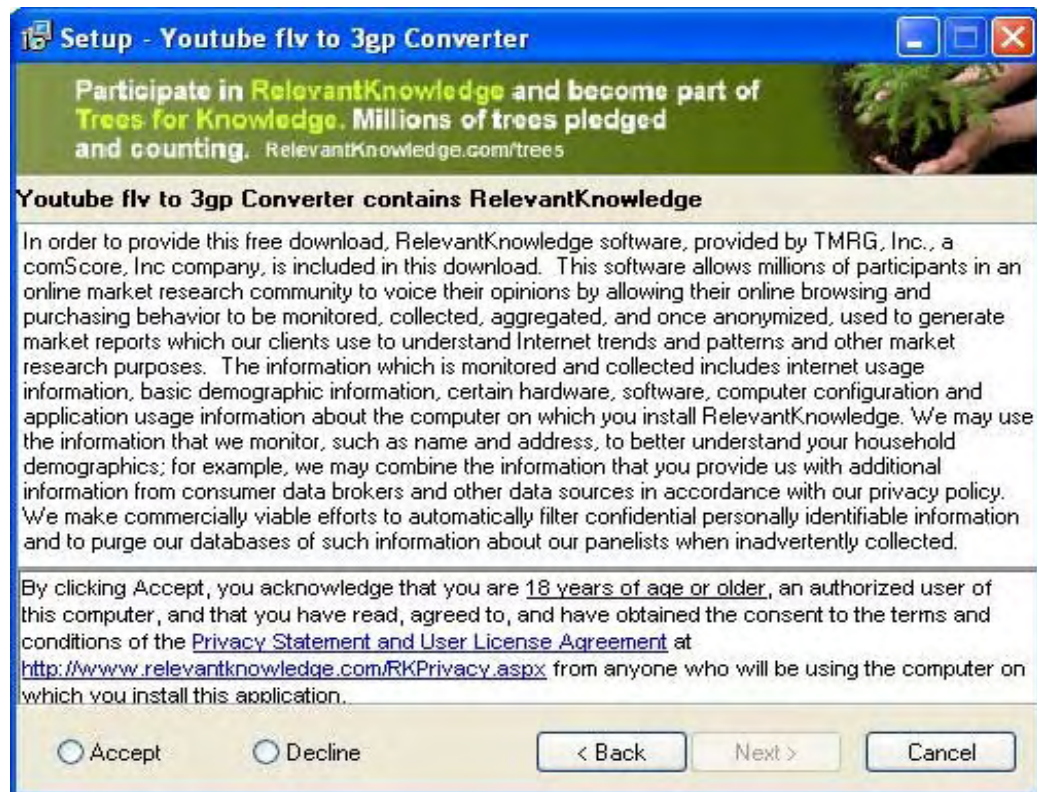 Setup - Youtube flv to 3gp Converter
Participate in RelevantKnowledge and become part of
Trees for Knowledge. Millions of trees pledged
and counting. RelevantKnowledge.com/trees
Youtube flv to 3gp Converter contains RelevantKnowledge
In order to provide this free download, RelevantKnowledge software, provided by TMRG, Inc., a
comScore, Inc company, is included in this download.  This software allows millions of participants in an
online market research community to voice their opinions by allowing their online browsing and
purchasing behavior to be monitored, collected, aggregated, and once anonymized, used to generate
market reports which our clients use to understand Internet trends and patterns and other market
research purposes.  The information which is monitored and collected includes internet usage
information, basic demographic information, certain hardware, software, computer configuration and
application usage information about the computer on which you install RelevantKnowledge. We may use
the information that we monitor, such as name and address, to better understand your household
demographics; for example, we may combine the information that you provide us with additional
information from consumer data brokers and other data sources in accordance with our privacy policy.
We make commercially viable efforts to automatically filter confidential personally identifiable information
and to purge our databases of such information about our panelists when inadvertently collected.
By clicking Accept, you acknowledge that you are 18 years of age or older, an authorized user of
this computer, and that you have read, agreed to, and have obtained the consent to the terms and
conditions of the Privacy Statement and User License Agreement at
http://www.relevantknowledge.com/RKPrivacy.aspx from anyone who will be using the computer on
which you install this application.
Accept Decline < Back Next > Cancel